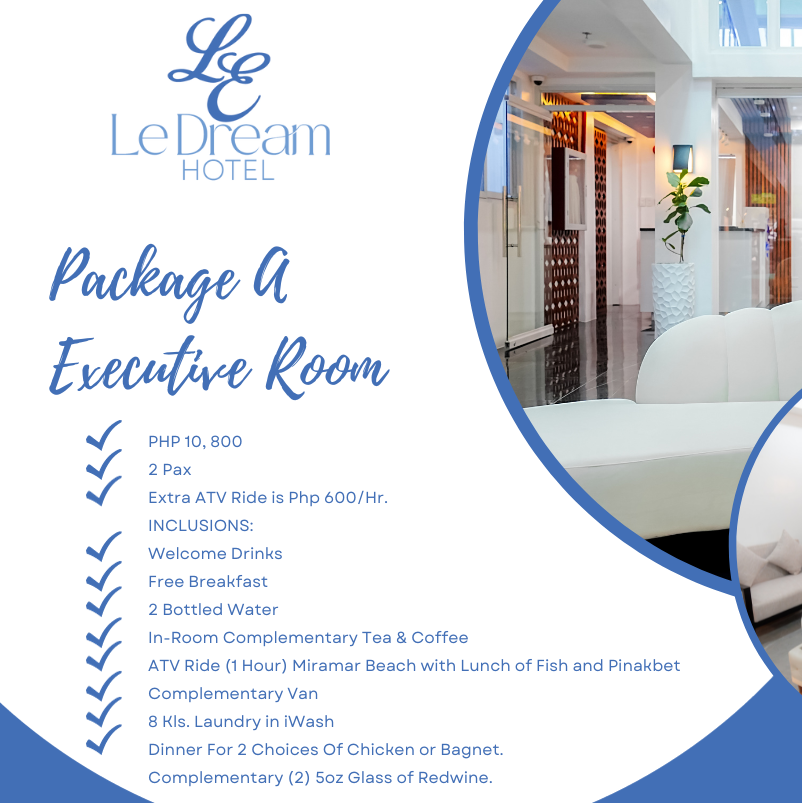 LE
Le Dream
HOTEL
Package A
Executive Room
PHP 10, 800
2 Pax
Extra ATV Ride is Php 600/Hr.
INCLUSIONS:
Welcome Drinks
Free Breakfast
2 Bottled Water
In-Room Complementary Tea & Coffee
ATV Ride (1 Hour) Miramar Beach with Lunch of Fish and Pinakbet
Complementary Van
8 Kls. Laundry in iWash
Dinner For 2 Choices Of Chicken or Bagnet.
Complementary (2) 5oz Glass of Redwine.